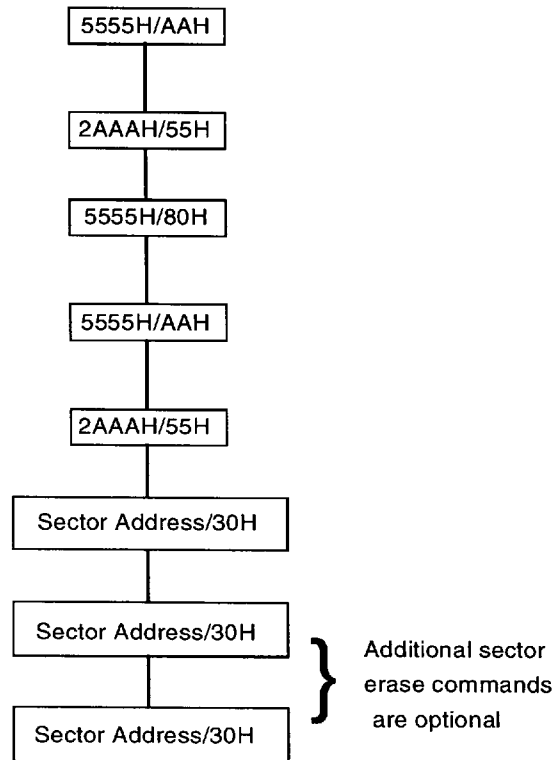 5555H/AAH
2AAAH/55H
5555H/80H
5555H/AAH
2AAAH/55H
Sector Address/30H
Sector Address/30H
Sector Address/30H
Additional sector
erase commands
are optional